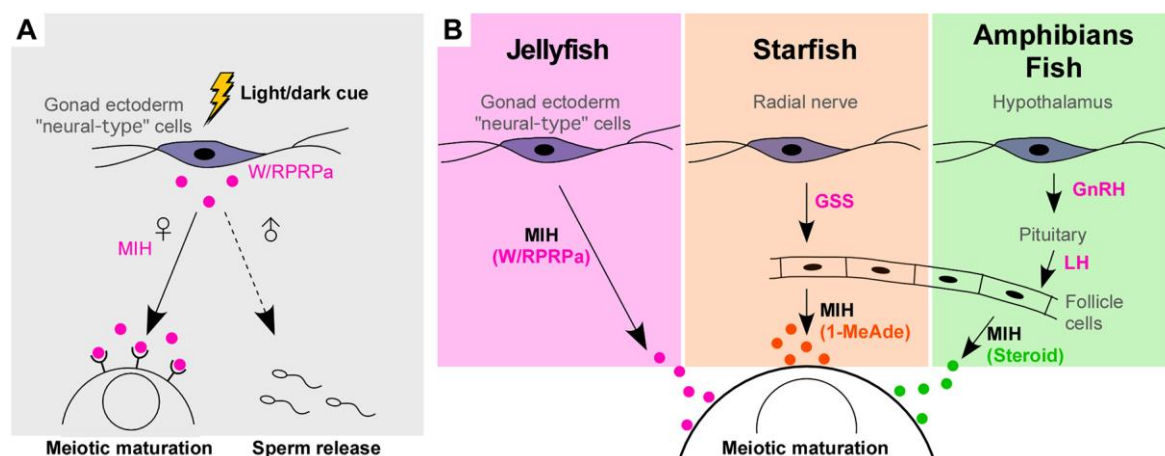 A
Light/dark cue
Gonad ectoderm
"neural-type" cells
W/RPRPa
♀
♂
MIH
Meiotic maturation
Sperm release
B
Jellyfish
Gonad ectoderm
"neural-type" cells
MIH
(W/RPRPa)
Starfish
Radial nerve
GSS
MIH
(1-MeAde)
Amphibians
Fish
Hypothalamus
GnRH
Pituitary
LH
Follicle
cells
MIH
(Steroid)
Meiotic maturation